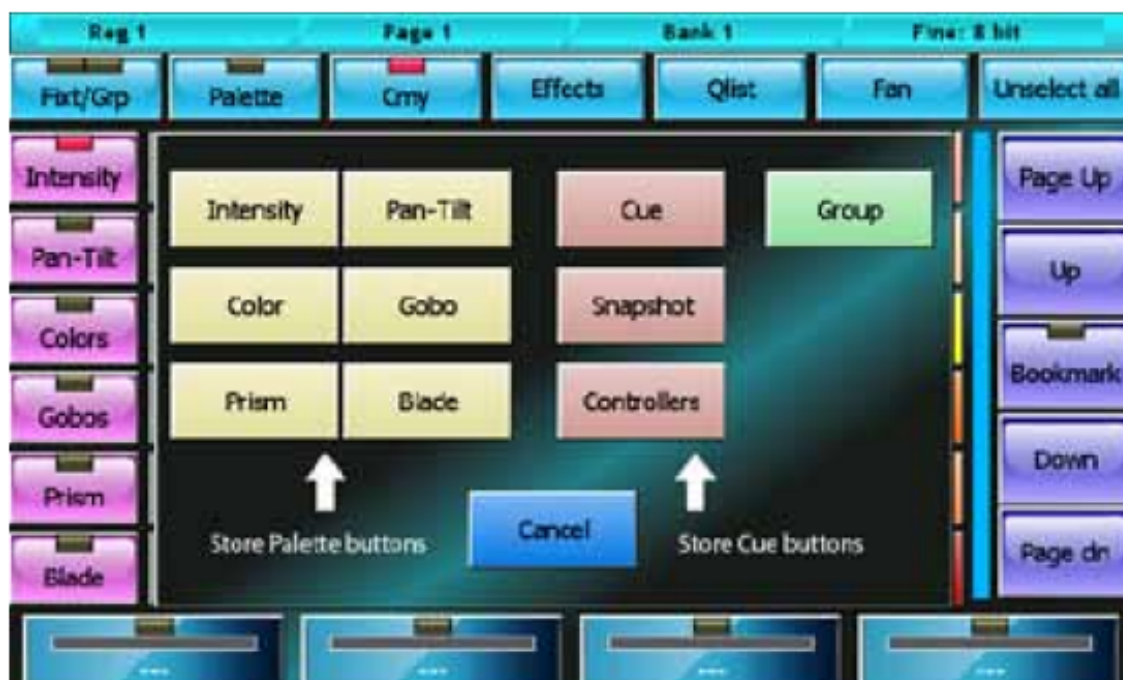 Reg 1 Page 1 Bank 1 Fine: 8 bit
Fixt/Grp Palette Cmy Effects Qlist Fan Unselect all
Intensity Intensity Pan-Tilt Cue Group Page Up
Pan-Tilt Up
Colors Color Gobo Snapshot
Gobos Prism Blade Controllers Bookmark
Prism Down
Store Palette buttons Cancel Store Cue buttons
Blade Page dn
--- --- --- ---